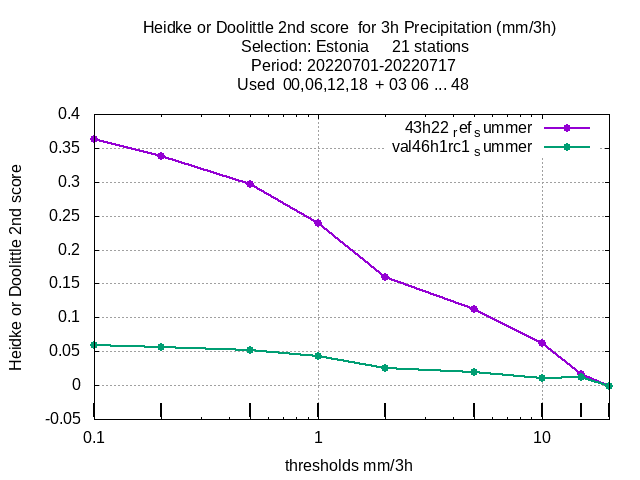 Heidke or Doolittle 2nd score  for 3h Precipitation (mm/3h)
Selection: Estonia     21 stations
Period: 20220701-20220717
Used  00,06,12,18  + 03 06 ... 48
43h22 ref summer
val46h1rc1 summer
0.4
0.35
0.3
0.25
0.2
0.15
0.1
0.05
0
-0.05
Heidke or Doolittle 2nd score
0.1
1
10
thresholds mm/3h